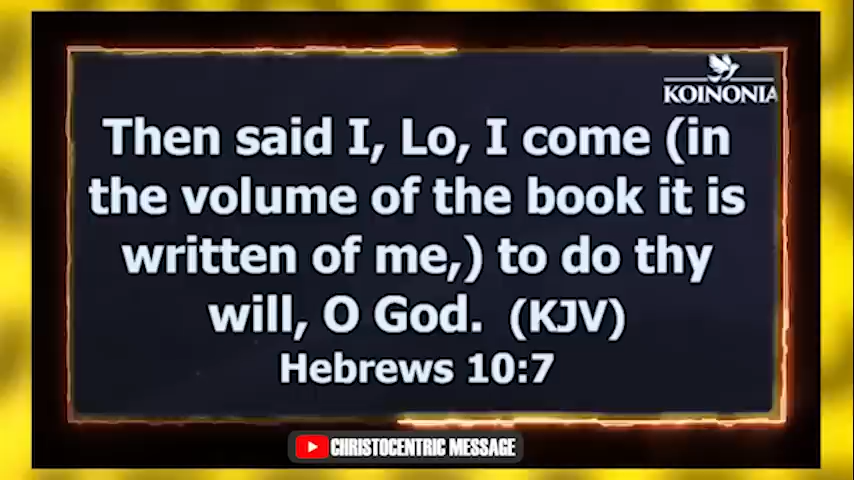 KOINONIA
Then said I, Lo, I come (in
the volume of the book it is
written of me,) to do thy
will, O God. (KJV)
Hebrews 10:7
CHRISTOCENTRIC MESSAGE